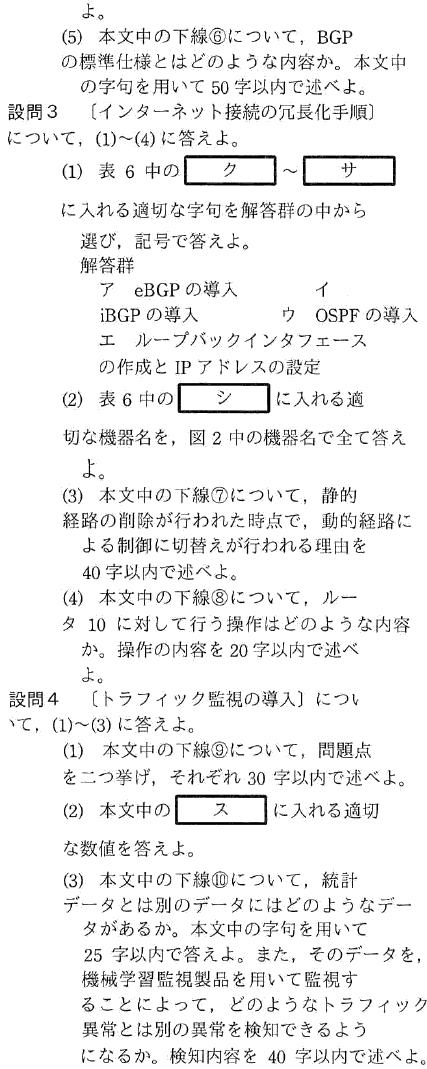 よ。
(5) 本文中の下線⑥について，BGP
の標準仕様とはどのような内容か。本文中
の字句を用いて50字以内で述べよ。
設問3 〔インターネット接続の冗長化手順〕
について，(1)～(4)に答えよ。
(1) 表 6 中の ク ～ サ
に入れる適切な字句を解答群の中から
選び，記号で答えよ。
解答群
ア eBGPの導入 イ
iBGPの導入 ウ OSPFの導入
エ ループバックインタフェース
の作成とIPアドレスの設定
(2) 表6中の シ に入れる適
切な機器名を，図2中の機器名で全て答え
よ。
(3) 本文中の下線⑦について，静的
経路の削除が行われた時点で，動的経路に
よる制御に切替えが行われる理由を
40字以内で述べよ。
(4) 本文中の下線⑧について，ルー
タ 10 に対して行う操作はどのような内容
か。操作の内容を20字以内で述べ
よ。
設問4 〔トラフィック監視の導入〕につい
いて，(1)～(3)に答えよ。
(1) 本文中の下線⑨について，問題点
を二つ挙げ，それぞれ30字以内で述べよ。
(2) 本文中の ス に入れる適切
な数値を答えよ。
(3) 本文中の下線⑩について，統計
データとは別のデータにはどのようなデー
タがあるか。本文中の字句を用いて
25 字以内で答えよ。また，そのデータを，
機械学習監視製品を用いて監視す
ることによって，どのようなトラフィック
異常とは別の異常を検知できるよう
になるか。検知内容を 40 字以内で述べよ。